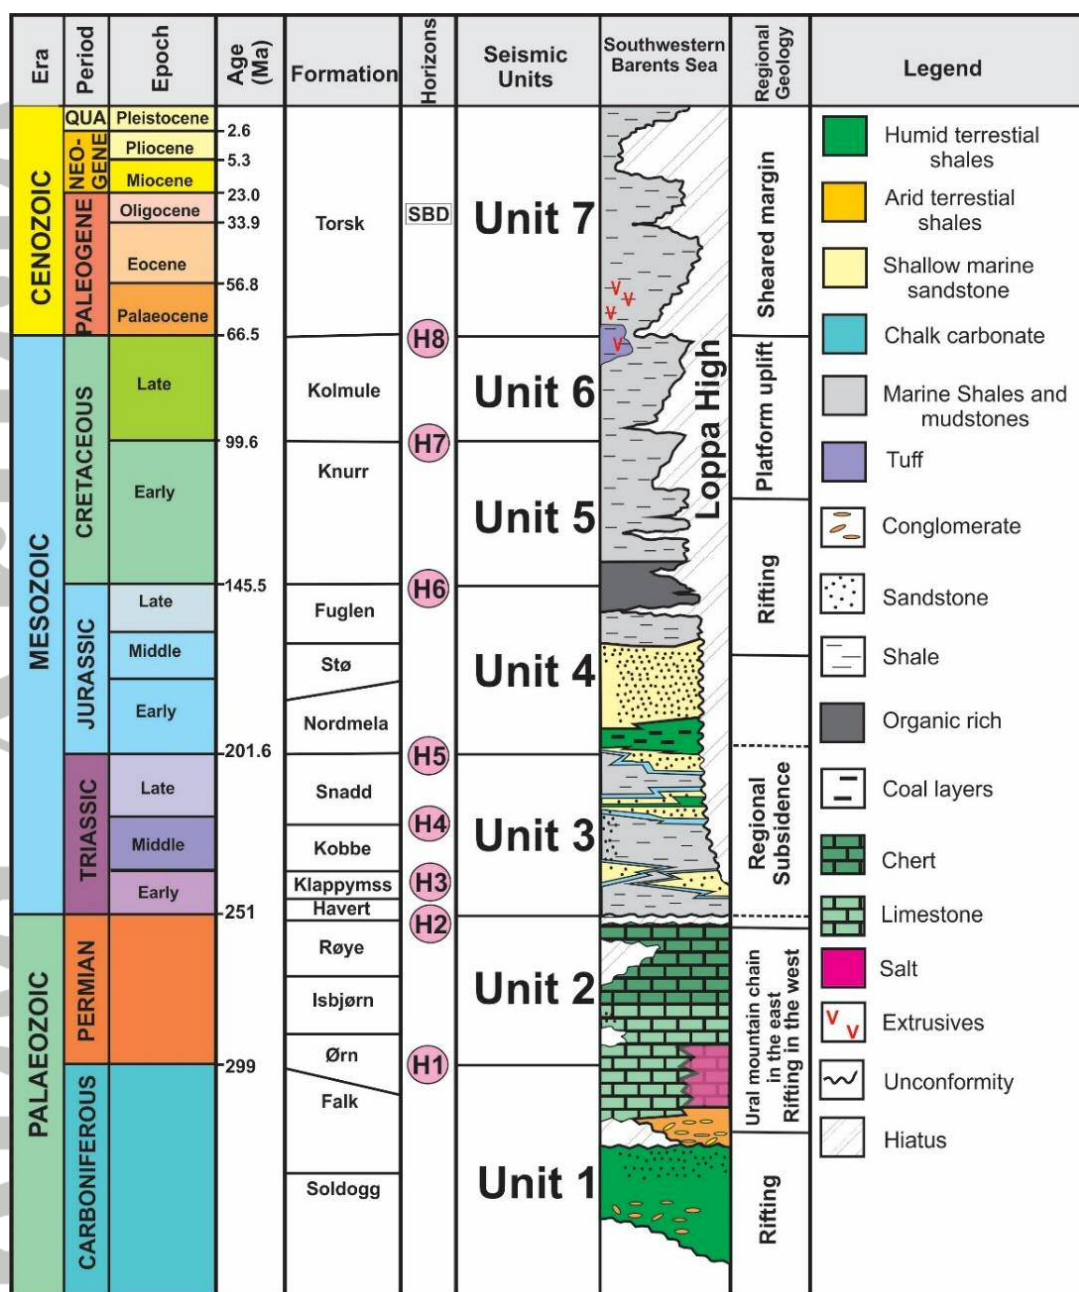 Era
Period
Epoch
Age
(Ma)
Formation
Horizons
Seismic
Units
Southwestern
Barents Sea
Regional
Geology
Legend
CENOZOIC
MESOZOIC
PALAEOZOIC
QUA
NEO-
GENE
PALEOGENE
CRETACEOUS
JURASSIC
TRIASSIC
PERMIAN
CARBONIFEROUS
Pleistocene
Pliocene
Miocene
Oligocene
Eocene
Palaeocene
Late
Early
Late
Middle
Early
Late
Middle
Early
2.6
5.3
23.0
33.9
56.8
66.5
99.6
145.5
201.6
251
299
Torsk
Kolmule
Knurr
Fuglen
Stø
Nordmela
Snadd
Kobbe
Klappymss
Havert
Røye
Isbjørn
Ørn
Falk
Soldogg
SBD
H8
H7
H6
H5
H4
H3
H2
H1
Unit 7
Unit 6
Unit 5
Unit 4
Unit 3
Unit 2
Unit 1
Loppa High
Sheared margin
Platform uplift
Rifting
Regional
Subsidence
Ural mountain chain
in the east
Rifting in the west
Rifting
Humid terrestial
shales
Arid terrestial
shales
Shallow marine
sandstone
Chalk carbonate
Marine Shales and
mudstones
Tuff
Conglomerate
Sandstone
Shale
Organic rich
Coal layers
Chert
Limestone
Salt
Extrusives
Unconformity
Hiatus